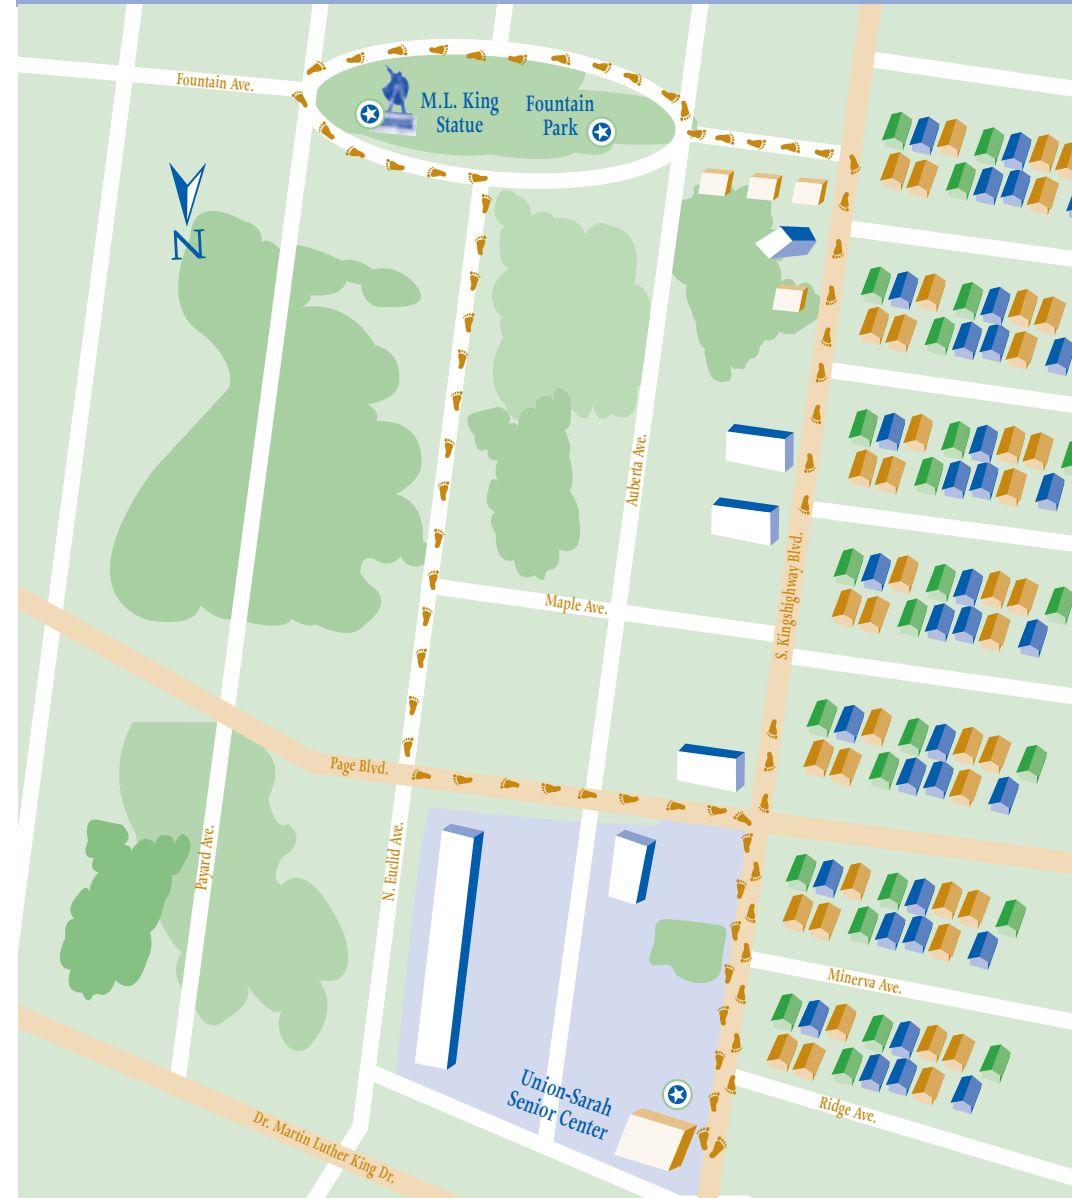 Fountain Ave.
M.L. King
Statue
Fountain
Park
N
Auberta Ave.
Maple Ave.
S. Kingshighway Blvd.
Page Blvd.
Payard Ave.
N. Euclid Ave.
Minerva Ave.
Union-Sarah
Senior Center
Ridge Ave.
Dr. Martin Luther King Dr.